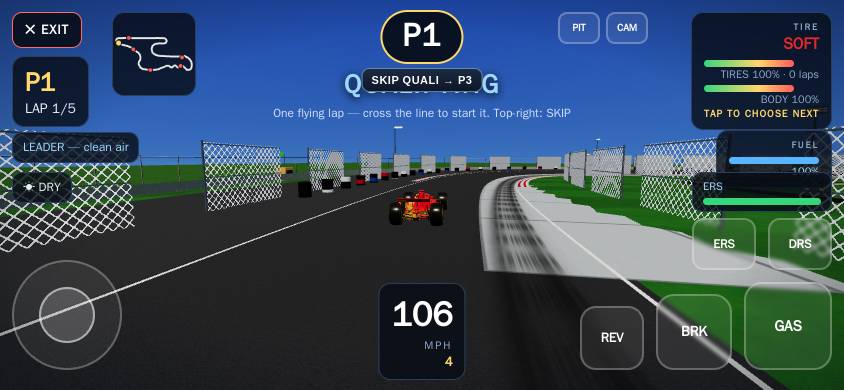 ✕ EXIT
P1
LAP 1/5
LEADER — clean air
☀ DRY
P1
SKIP QUALI → P3
One flying lap — cross the line to start it. Top-right: SKIP
PIT
CAM
TIRE
SOFT
TIRES 100% · 0 laps
BODY 100%
TAP TO CHOOSE NEXT
FUEL
100%
ERS
ERS
DRS
106
MPH
4
REV
BRK
GAS